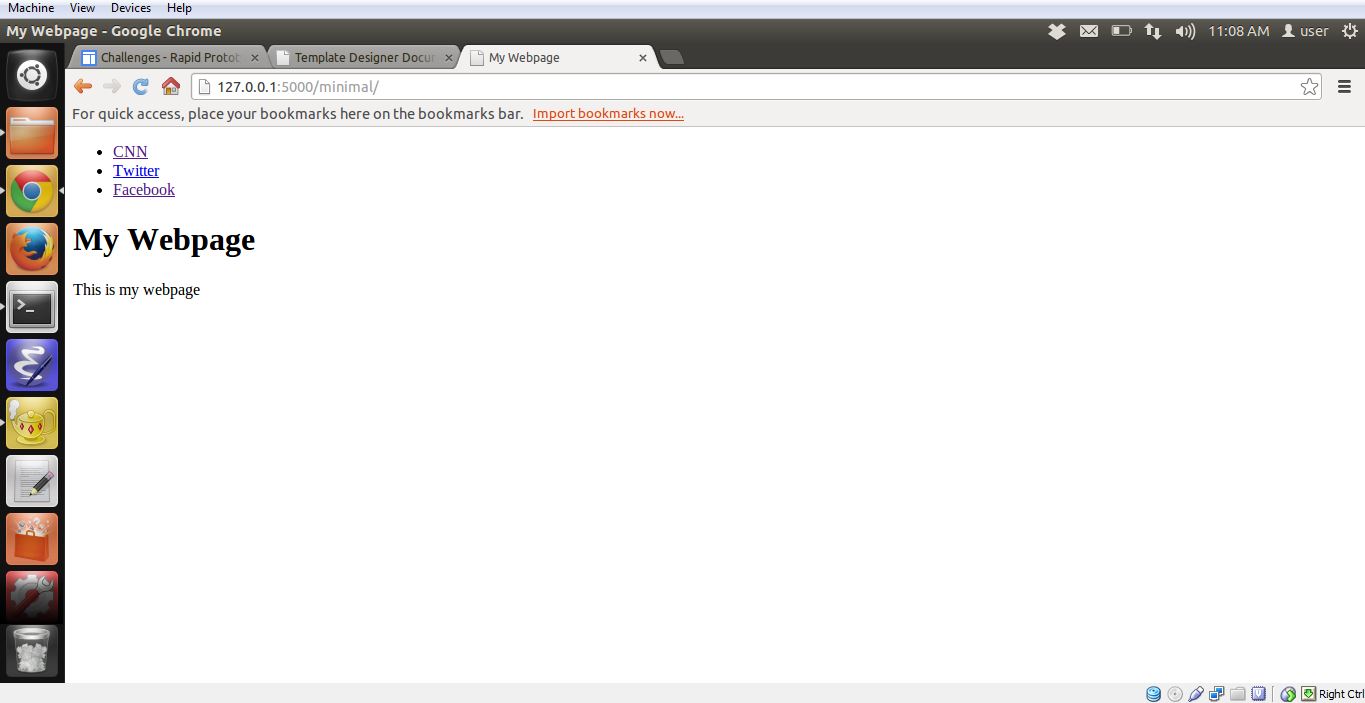 Machine View Devices Help
My Webpage - Google Chrome 11:08 AM user
Challenges - Rapid Protot Template Designer Docur My Webpage
127.0.0.1:5000/minimal/
For quick access, place your bookmarks here on the bookmarks bar. Import bookmarks now...
CNN
Twitter
Facebook
My Webpage
This is my webpage
Right Ctrl